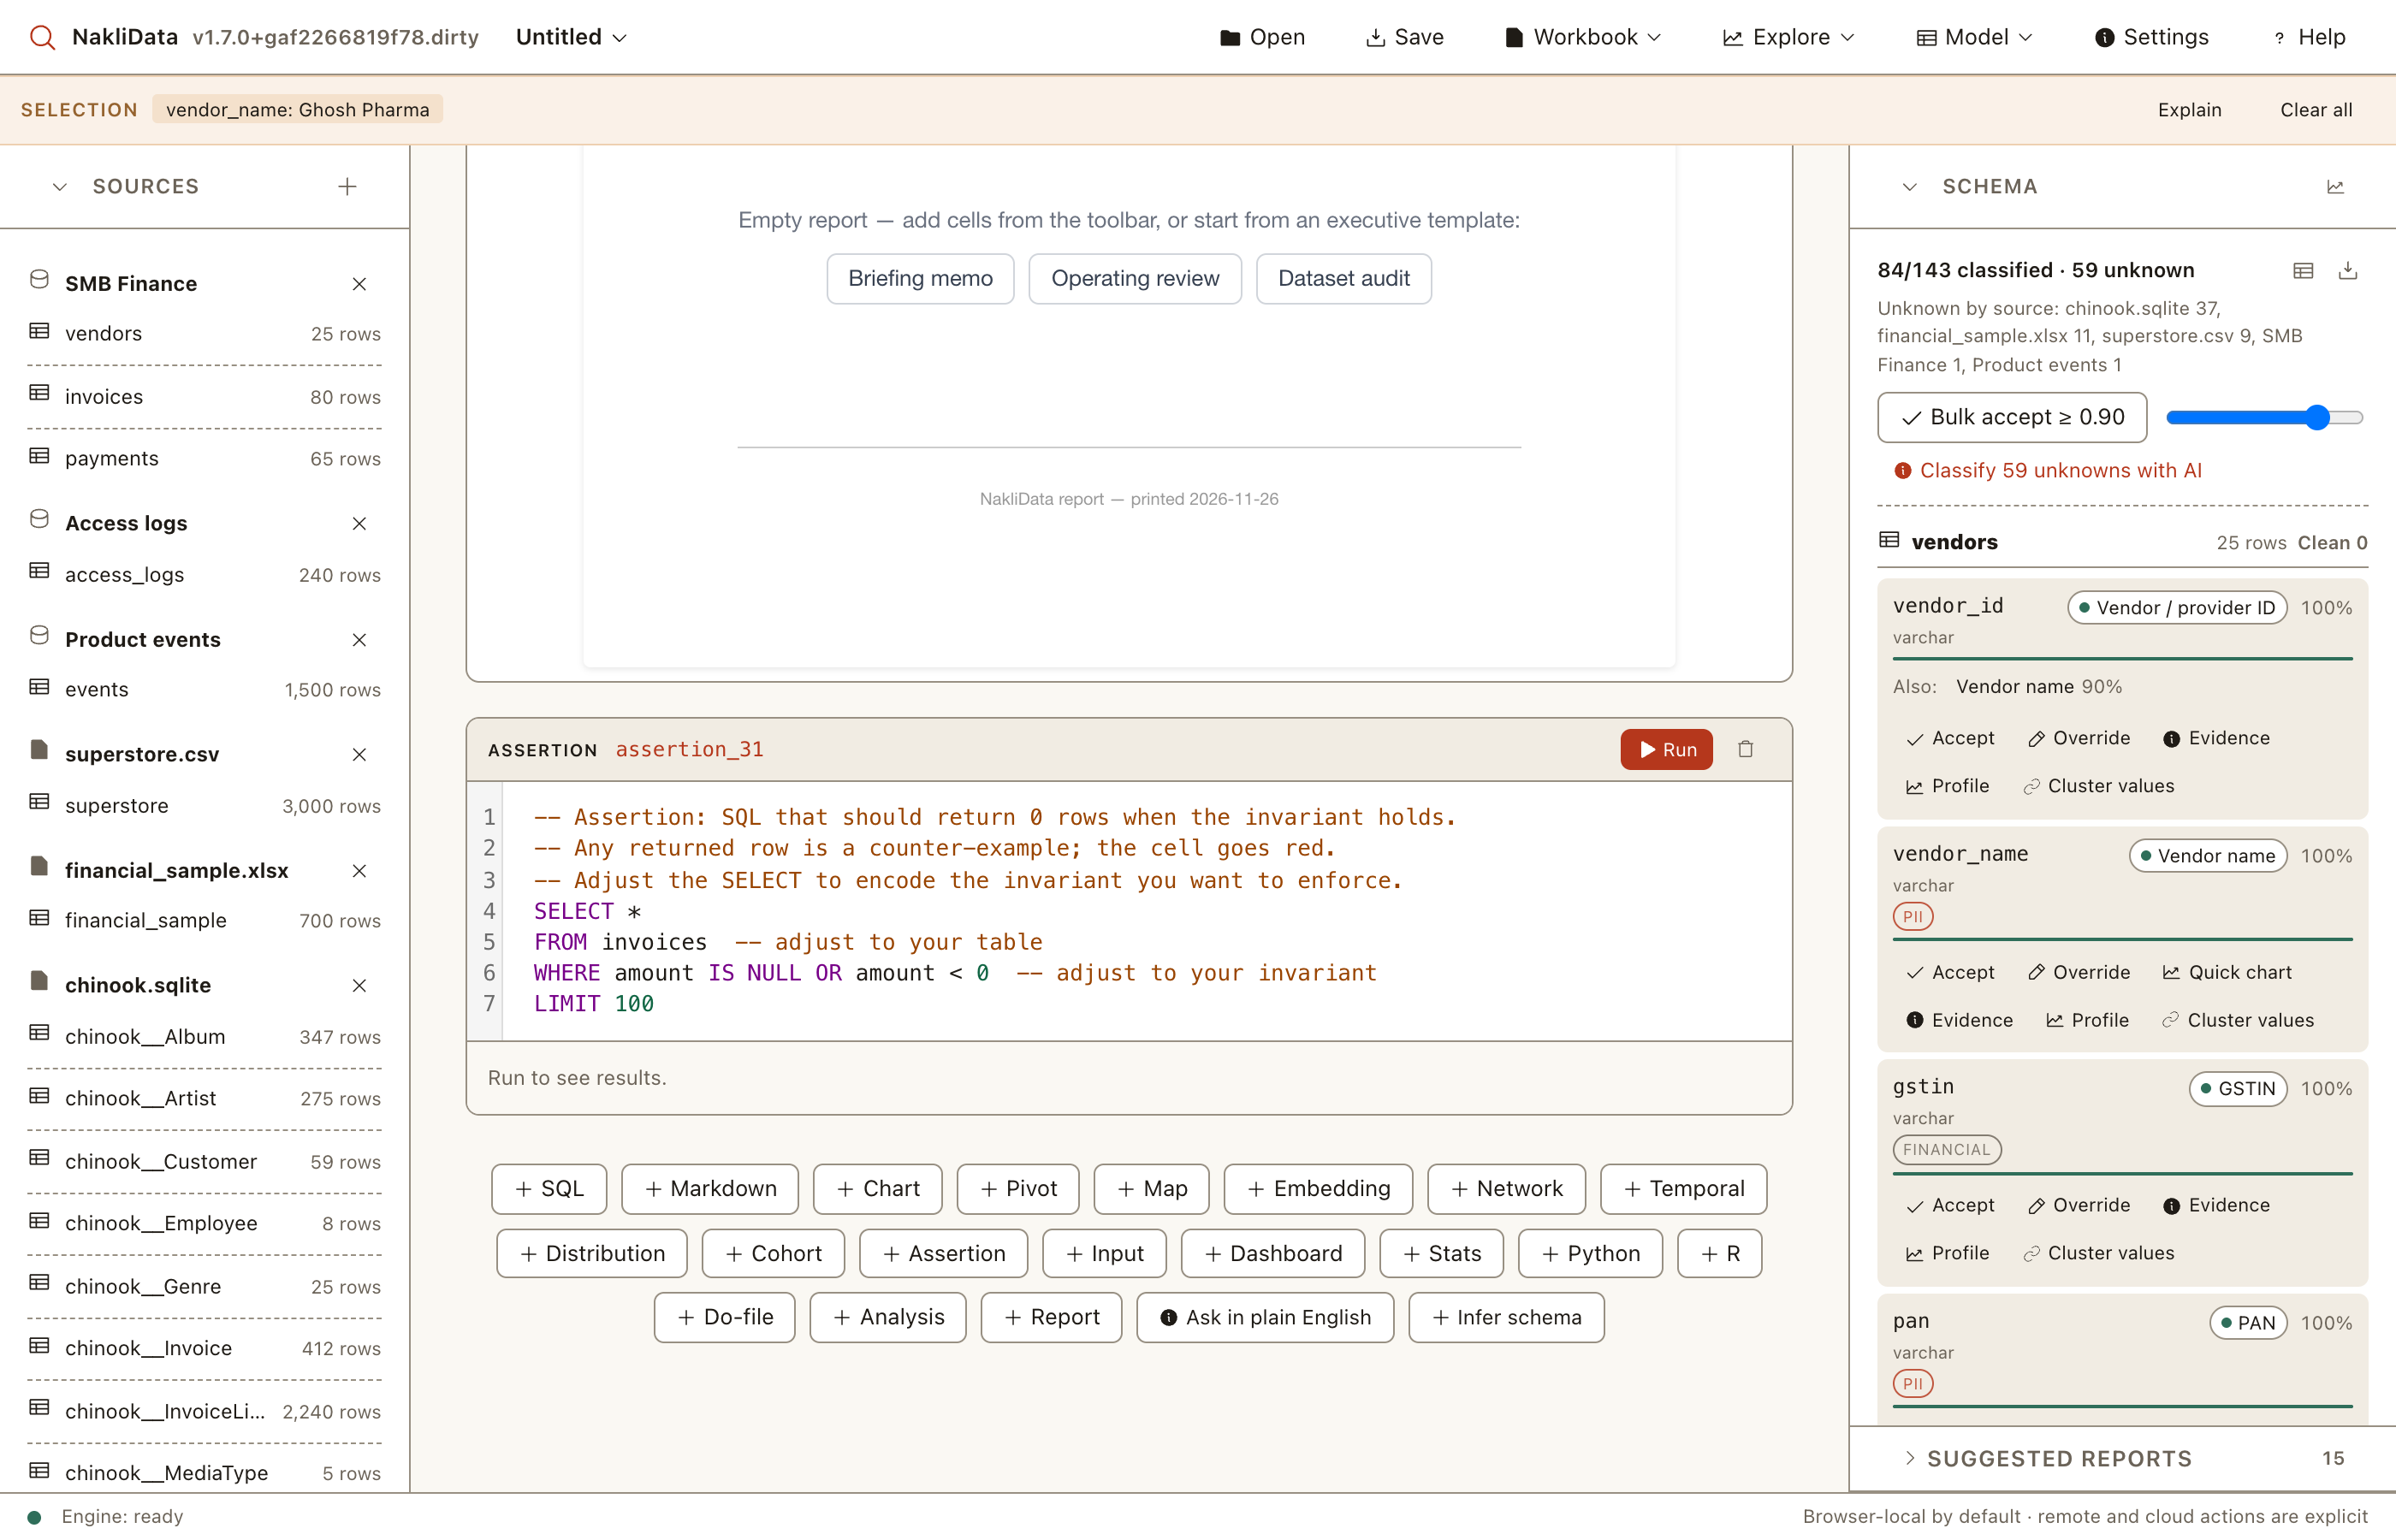 NakliData v1.7.0+gaf2266819f78.dirty Untitled Open Save Workbook Explore Model Settings ? Help
SELECTION vendor_name: Ghosh Pharma Explain Clear all
SOURCES
SMB Finance
vendors 25 rows
invoices 80 rows
payments 65 rows
Access logs
access_logs 240 rows
Product events
events 1,500 rows
superstore.csv
superstore 3,000 rows
financial_sample.xlsx
financial_sample 700 rows
chinook.sqlite
chinook__Album 347 rows
chinook__Artist 275 rows
chinook__Customer 59 rows
chinook__Employee 8 rows
chinook__Genre 25 rows
chinook__Invoice 412 rows
chinook__InvoiceLi... 2,240 rows
chinook__MediaType 5 rows
Empty report — add cells from the toolbar, or start from an executive template:
Briefing memo Operating review Dataset audit
NakliData report — printed 2026-11-26
ASSERTION assertion_31 Run
1 -- Assertion: SQL that should return 0 rows when the invariant holds.
2 -- Any returned row is a counter-example; the cell goes red.
3 -- Adjust the SELECT to encode the invariant you want to enforce.
4 SELECT *
5 FROM invoices -- adjust to your table
6 WHERE amount IS NULL OR amount < 0 -- adjust to your invariant
7 LIMIT 100
Run to see results.
+ SQL + Markdown + Chart + Pivot + Map + Embedding + Network + Temporal
+ Distribution + Cohort + Assertion + Input + Dashboard + Stats + Python + R
+ Do-file + Analysis + Report Ask in plain English + Infer schema
SCHEMA
84/143 classified · 59 unknown
Unknown by source: chinook.sqlite 37,
financial_sample.xlsx 11, superstore.csv 9, SMB
Finance 1, Product events 1
Bulk accept ≥ 0.90
Classify 59 unknowns with AI
vendors 25 rows Clean 0
vendor_id Vendor / provider ID 100%
varchar
Also: Vendor name 90%
Accept Override Evidence
Profile Cluster values
vendor_name Vendor name 100%
varchar
PII
Accept Override Quick chart
Evidence Profile Cluster values
gstin GSTIN 100%
varchar
FINANCIAL
Accept Override Evidence
Profile Cluster values
pan PAN 100%
varchar
PII
SUGGESTED REPORTS 15
Engine: ready Browser-local by default · remote and cloud actions are explicit